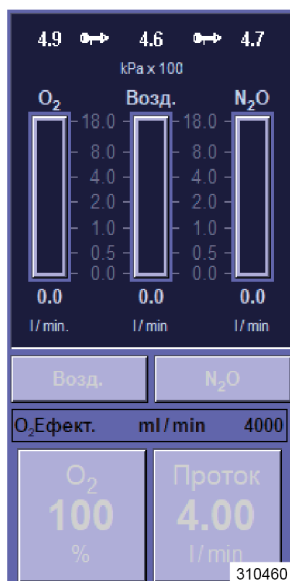 4.9 4.6 4.7
kPa x 100
O₂ Возд. N₂O
18.0 18.0
8.0 8.0
4.0 4.0
2.0 2.0
1.0 1.0
0.5 0.5
0.0 0.0
0.0 0.0 0.0
l/min. l/min l/min
Возд. N₂O
O₂Ефект. ml/min 4000
O₂ Проток
100 4.00
% l/min
310460